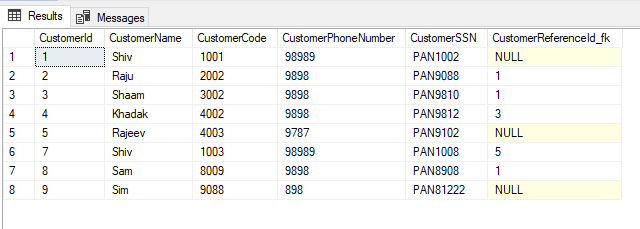 Results Messages
CustomerId CustomerName CustomerCode CustomerPhoneNumber CustomerSSN CustomerReferenceId_fk
1 1 Shiv 1001 98989 PAN1002 NULL
2 2 Raju 2002 9898 PAN9088 1
3 3 Shaam 3002 9898 PAN9810 1
4 4 Khadak 4002 9898 PAN9812 3
5 5 Rajeev 4003 9787 PAN9102 NULL
6 7 Shiv 1003 98989 PAN1008 5
7 8 Sam 8009 9898 PAN8908 1
8 9 Sim 9088 898 PAN81222 NULL